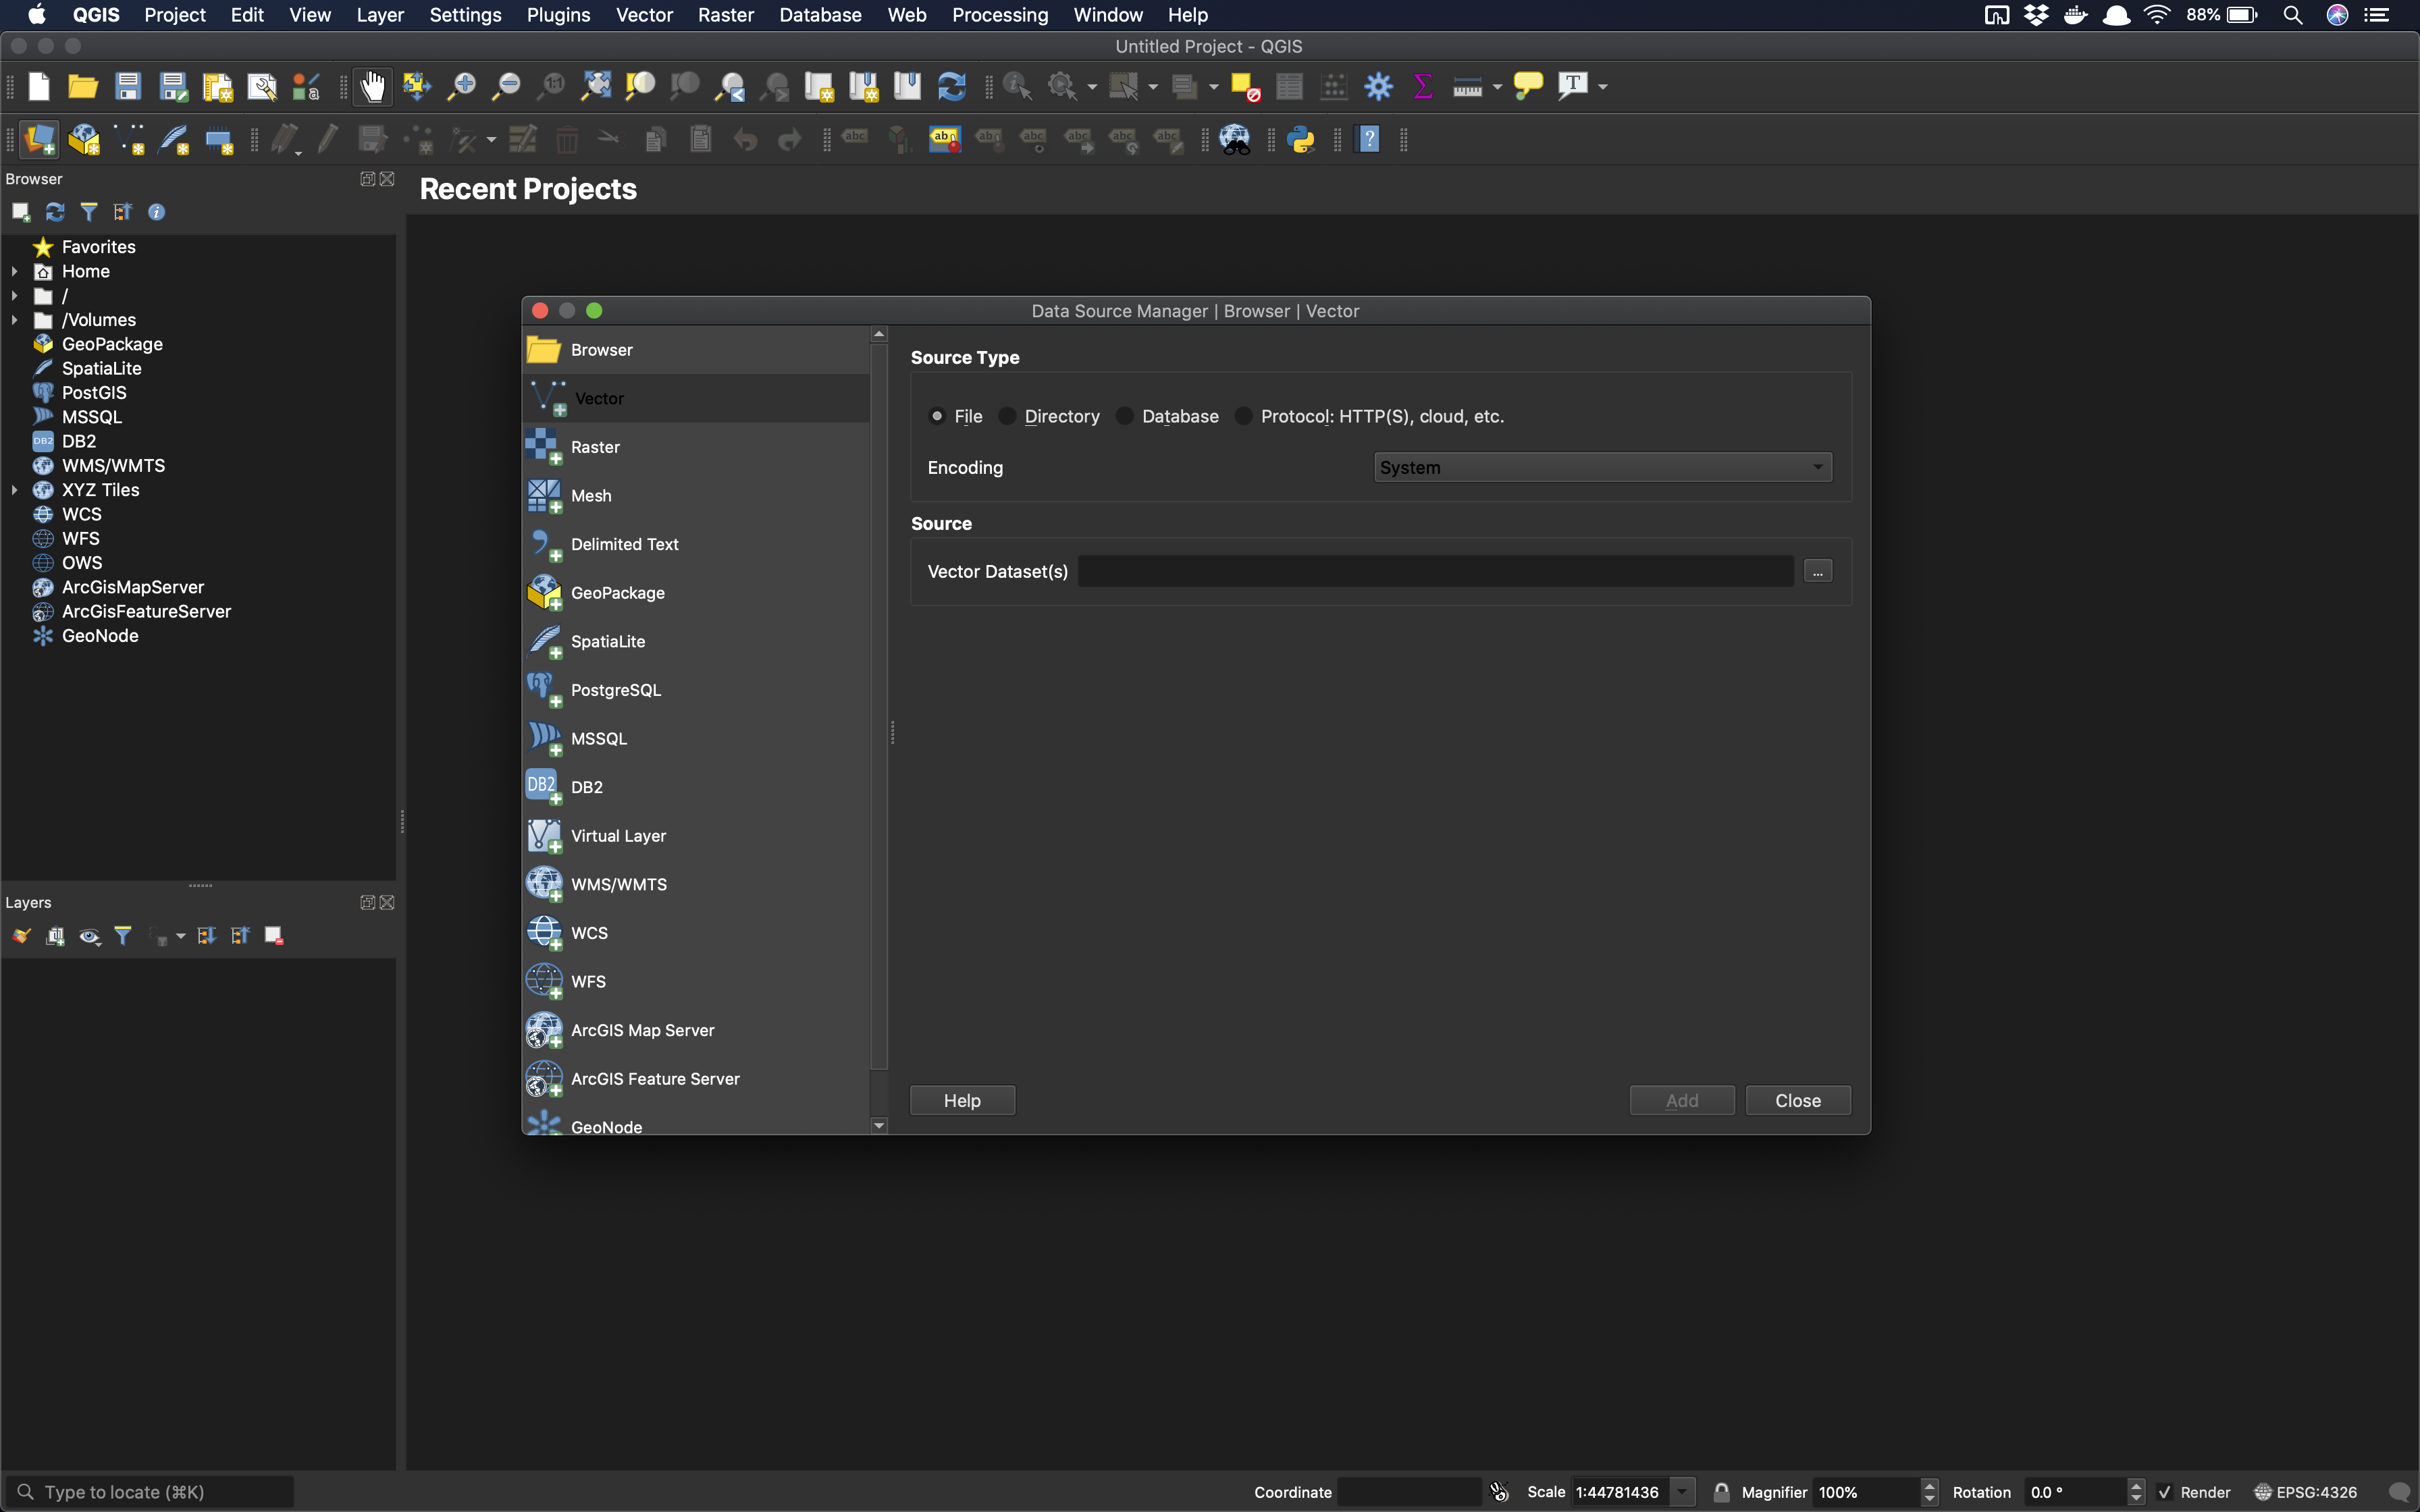 QGIS Project Edit View Layer Settings Plugins Vector Raster Database Web Processing Window Help 88%
Untitled Project - QGIS
Browser
Recent Projects
Favorites
Home
/
/Volumes
GeoPackage
SpatiaLite
PostGIS
MSSQL
DB2
WMS/WMTS
XYZ Tiles
WCS
WFS
OWS
ArcGisMapServer
ArcGisFeatureServer
GeoNode
Layers
Data Source Manager | Browser | Vector
Browser
Vector
Raster
Mesh
Delimited Text
GeoPackage
SpatiaLite
PostgreSQL
MSSQL
DB2 DB2
Virtual Layer
WMS/WMTS
WCS
WFS
ArcGIS Map Server
ArcGIS Feature Server
GeoNode
Source Type
File Directory Database Protocol: HTTP(S), cloud, etc.
Encoding System
Source
Vector Dataset(s) ...
Help Add Close
Type to locate (⌘K) Coordinate Scale 1:44781436 Magnifier 100% Rotation 0.0 ° Render EPSG:4326